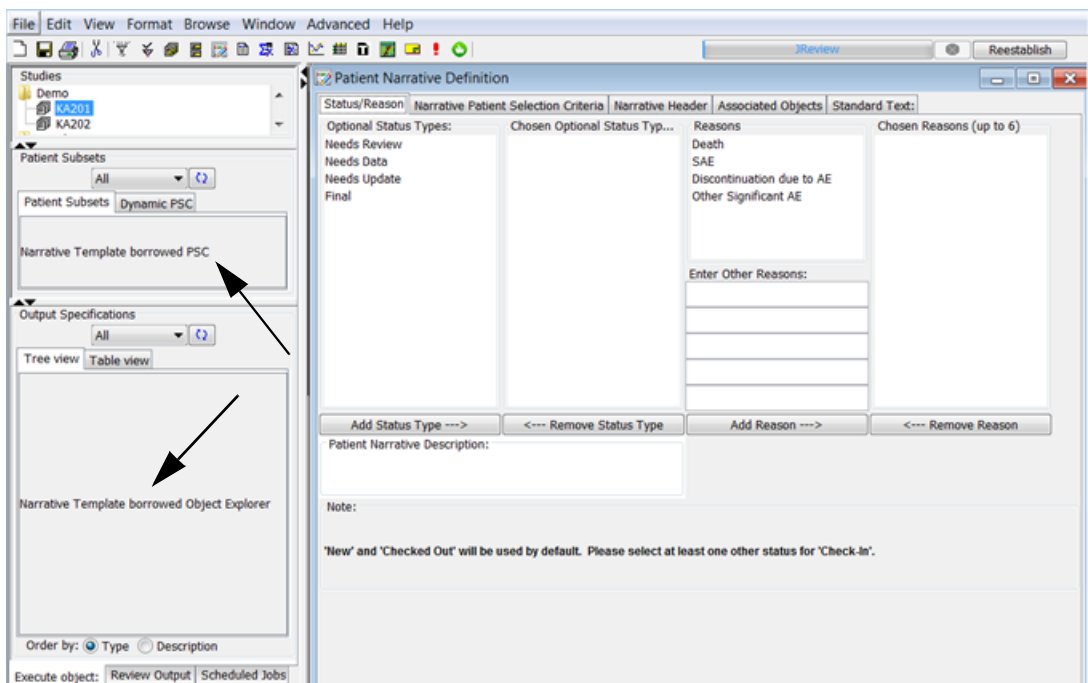 File Edit View Format Browse Window Advanced Help
JReview
Reestablish
Studies
Demo
KA201
KA202
Patient Subsets
All
Patient Subsets Dynamic PSC
Narrative Template borrowed PSC
Output Specifications
All
Tree view Table view
Narrative Template borrowed Object Explorer
Order by: Type Description
Execute object: Review Output Scheduled Jobs
Patient Narrative Definition
Status/Reason Narrative Patient Selection Criteria Narrative Header Associated Objects Standard Text:
Optional Status Types: Chosen Optional Status Typ... Reasons Chosen Reasons (up to 6)
Needs Review Death
Needs Data SAE
Needs Update Discontinuation due to AE
Final Other Significant AE
Enter Other Reasons:
Add Status Type ---> <--- Remove Status Type Add Reason ---> <--- Remove Reason
Patient Narrative Description:
Note:
'New' and 'Checked Out' will be used by default. Please select at least one other status for 'Check-In'.